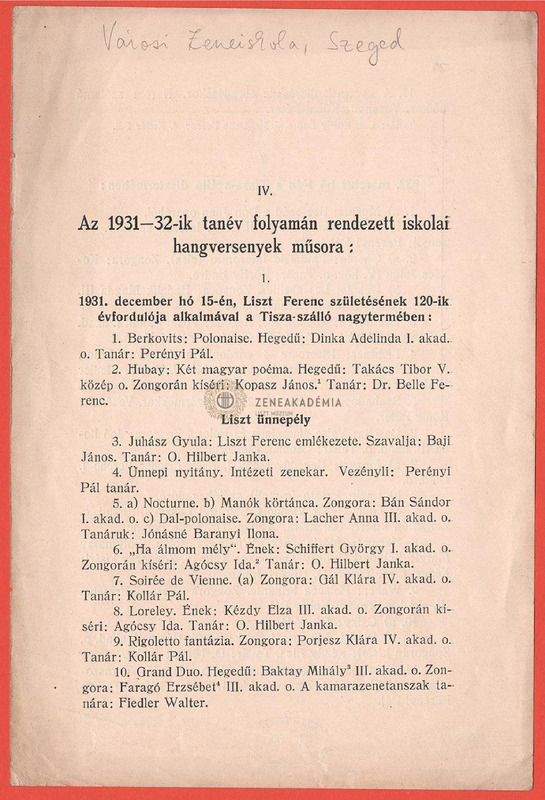 Városi Zeneiskola, Szeged
IV.
Az 1931—32-ik tanév folyamán rendezett iskolai
hangversenyek műsora:
1.
1931. december hó 15-én, Liszt Ferenc születésének 120-ik
évfordulója alkalmával a Tisza-szálló nagytermében:
1. Berkovits: Polonaise. Hegedű: Dinka Adelinda I. akad.
o. Tanár: Perényi Pál.
2. Hubay: Két magyar poéma. Hegedű: Takács Tibor V.
közép o. Zongorán kíséri: Kopasz János.¹ Tanár: Dr. Belle Fe-
renc.
ZENEAKADÉMIA
LISZT MÚZEUM
Liszt ünnepély
3. Juhász Gyula: Liszt Ferenc emlékezete. Szavalja: Baji
János. Tanár: O. Hilbert Janka.
4. Ünnepi nyitány. Intézeti zenekar. Vezényli: Perényi
Pál tanár.
5. a) Nocturne. b) Manók körtánca. Zongora: Bán Sándor
I. akad. o. c) Dal-polonaise. Zongora: Lacher Anna III. akad. o.
Tanáruk: Jónásné Baranyi Ilona.
6. „Ha álmom mély“. Ének: Schiffert György I. akad. o.
Zongorán kíséri: Agócsy Ida.² Tanár: O. Hilbert Janka.
7. Soirée de Vienne. (a) Zongora: Gál Klára IV. akad. o.
Tanár: Kollár Pál.
8. Loreley. Ének: Kézdy Elza III. akad. o. Zongorán kí-
séri: Agócsy Ida. Tanár: O. Hilbert Janka.
9. Rigoletto fantázia. Zongora: Porjesz Klára IV. akad. o.
Tanár: Kollár Pál.
10. Grand Duo. Hegedű: Baktay Mihály³ III. akad. o. Zon-
gora: Faragó Erzsébet⁴ III. akad. o. A kamarazenetanszak ta-
nára: Fiedler Walter.